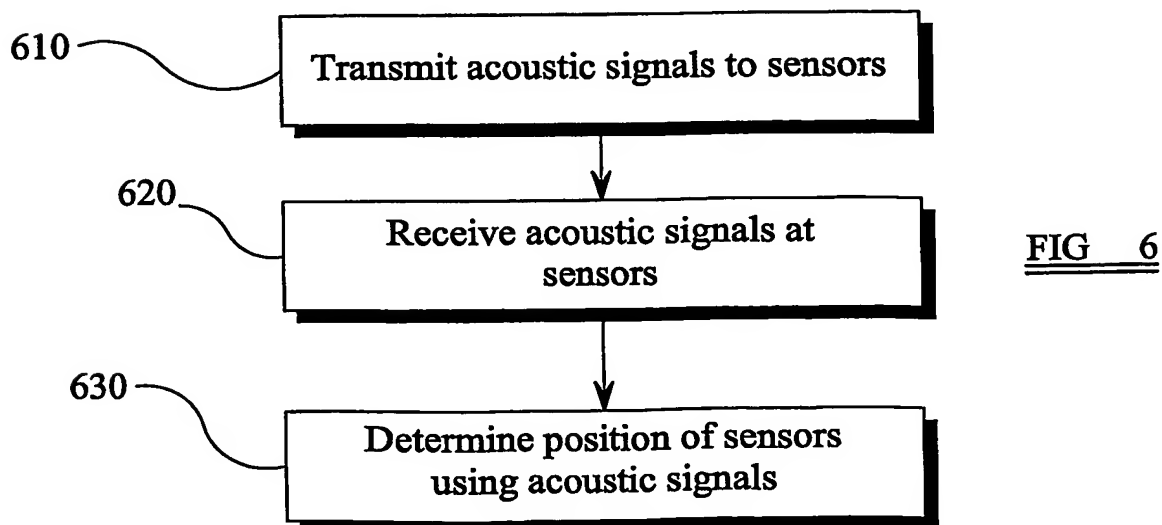 610
Transmit acoustic signals to sensors
620
Receive acoustic signals at
sensors
FIG 6
630
Determine position of sensors
using acoustic signals